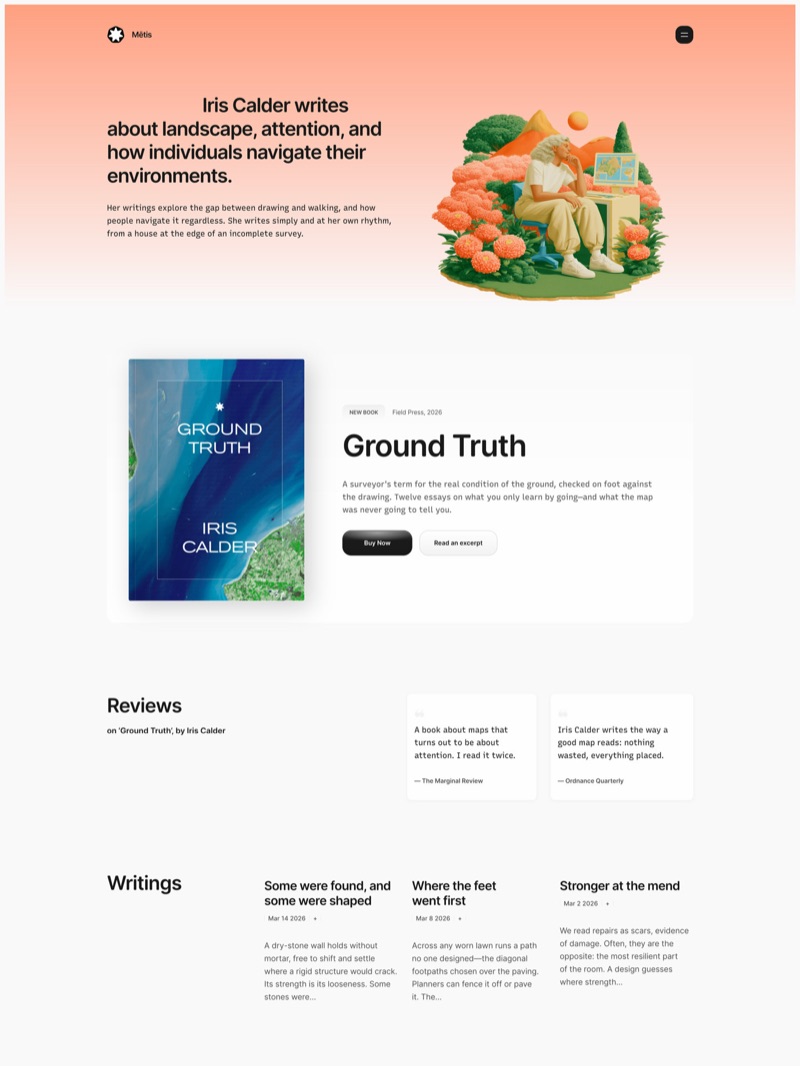 Mêtis
Iris Calder writes
about landscape, attention, and
how individuals navigate their
environments.
Her writings explore the gap between drawing and walking, and how
people navigate it regardless. She writes simply and at her own rhythm,
from a house at the edge of an incomplete survey.
GROUND
TRUTH
IRIS
CALDER
NEW BOOK
Field Press, 2026
Ground Truth
A surveyor's term for the real condition of the ground, checked on foot against
the drawing. Twelve essays on what you only learn by going—and what the map
was never going to tell you.
Buy Now
Read an excerpt
Reviews
on 'Ground Truth', by Iris Calder
“
A book about maps that
turns out to be about
attention. I read it twice.
— The Marginal Review
“
Iris Calder writes the way a
good map reads: nothing
wasted, everything placed.
— Ordnance Quarterly
Writings
Some were found, and
some were shaped
Mar 14 2026 +
A dry-stone wall holds without
mortar, free to shift and settle
where a rigid structure would crack.
Its strength is its looseness. Some
stones were...
Where the feet
went first
Mar 8 2026 +
Across any worn lawn runs a path
no one designed—the diagonal
footpaths chosen over the paving.
Planners can fence it off or pave
it. The...
Stronger at the mend
Mar 2 2026 +
We read repairs as scars, evidence
of damage. Often, they are the
opposite: the most resilient part
of the room. A design guesses
where strength...